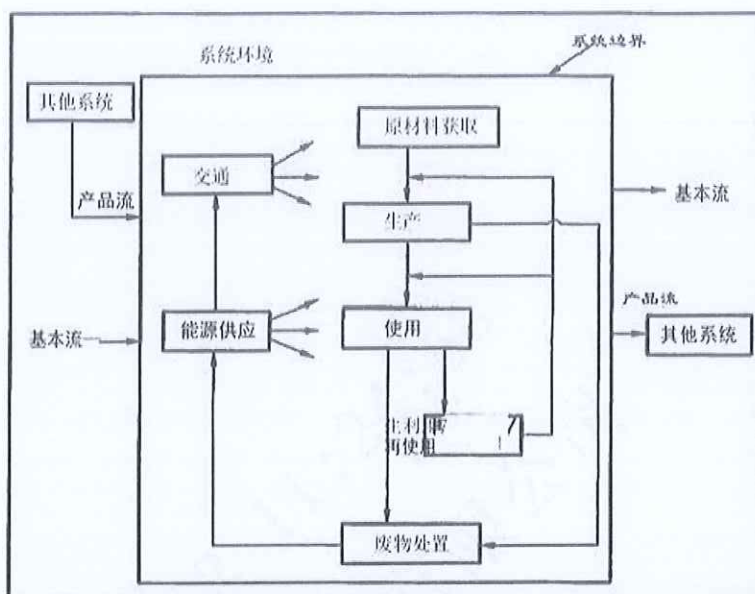 系统环境
系统边界
其他系统
原材料获取
交通
产品流
基本流
生产
产品流
基本流
能源供应
使用
其他系统
再使用
废物处置